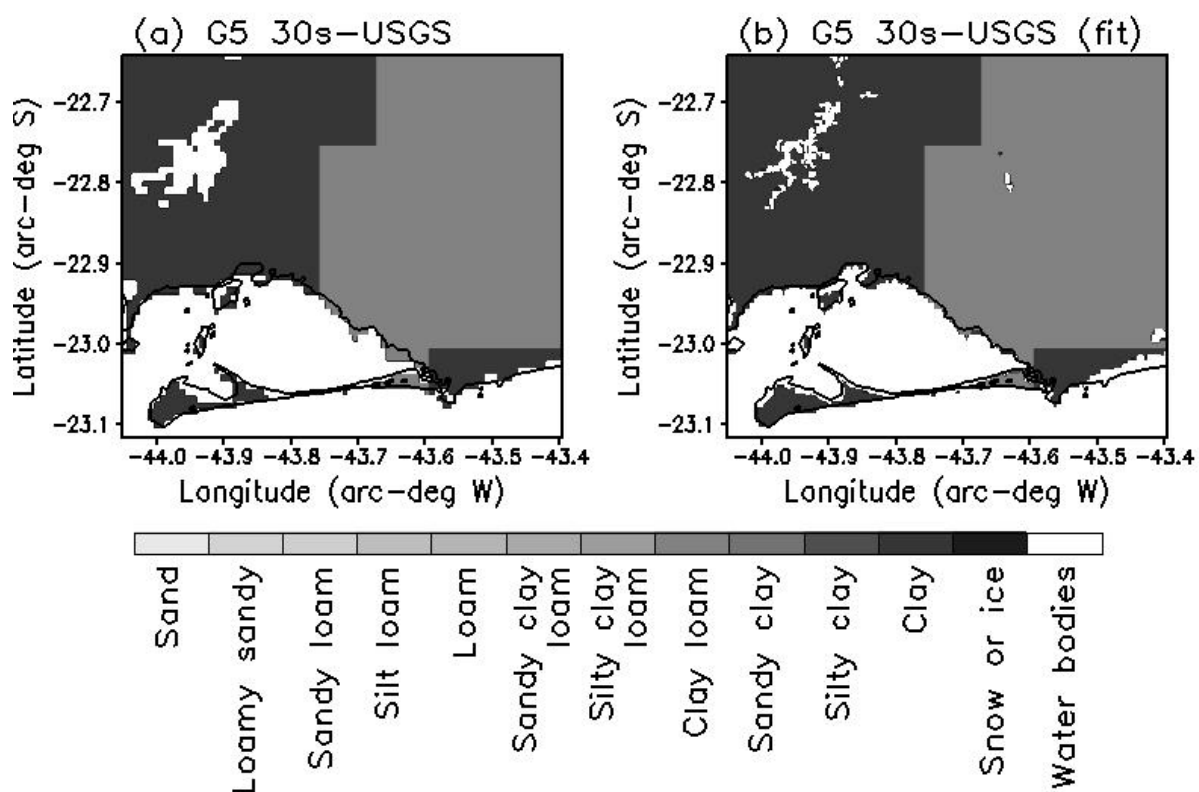 (a) G5 30s-USGS
(b) G5 30s-USGS (fit)
Latitude (arc-deg S)
-22.7
-22.8
-22.9
-23.0
-23.1
-44.0 -43.9 -43.8 -43.7 -43.6 -43.5 -43.4
Longitude (arc-deg W)
Latitude (arc-deg S)
-22.7
-22.8
-22.9
-23.0
-23.1
-44.0 -43.9 -43.8 -43.7 -43.6 -43.5 -43.4
Longitude (arc-deg W)
Sand
Loamy sandy
Sandy loam
Silt loam
Loam
Sandy clay
loam
Silty clay
loam
Clay loam
Sandy clay
Silty clay
Clay
Snow or ice
Water bodies